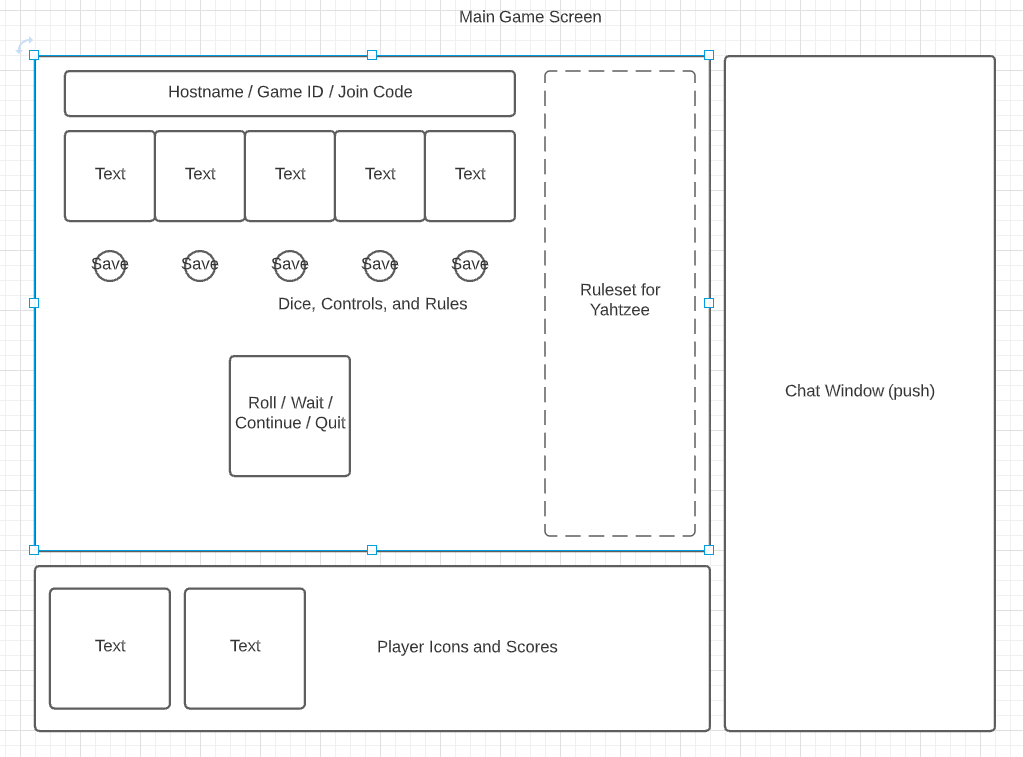 Main Game Screen
Hostname / Game ID / Join Code
Text Text Text Text Text
Save Save Save Save Save
Dice, Controls, and Rules
Roll / Wait /
Continue / Quit
Ruleset for
Yahtzee
Chat Window (push)
Text Text
Player Icons and Scores